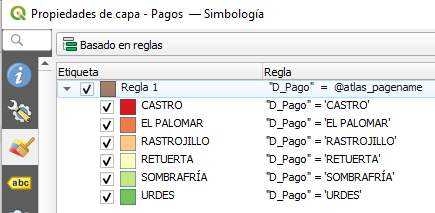 Propiedades de capa - Pagos — Simbología
Basado en reglas
Etiqueta Regla
Regla 1 "D_Pago" = @atlas_pagename
CASTRO "D_Pago" = 'CASTRO'
EL PALOMAR "D_Pago" = 'EL PALOMAR'
RASTROJILLO "D_Pago" = 'RASTROJILLO'
RETUERTA "D_Pago" = 'RETUERTA'
SOMBRAFRÍA "D_Pago" = 'SOMBRAFRÍA'
URDES "D_Pago" = 'URDES'
abc